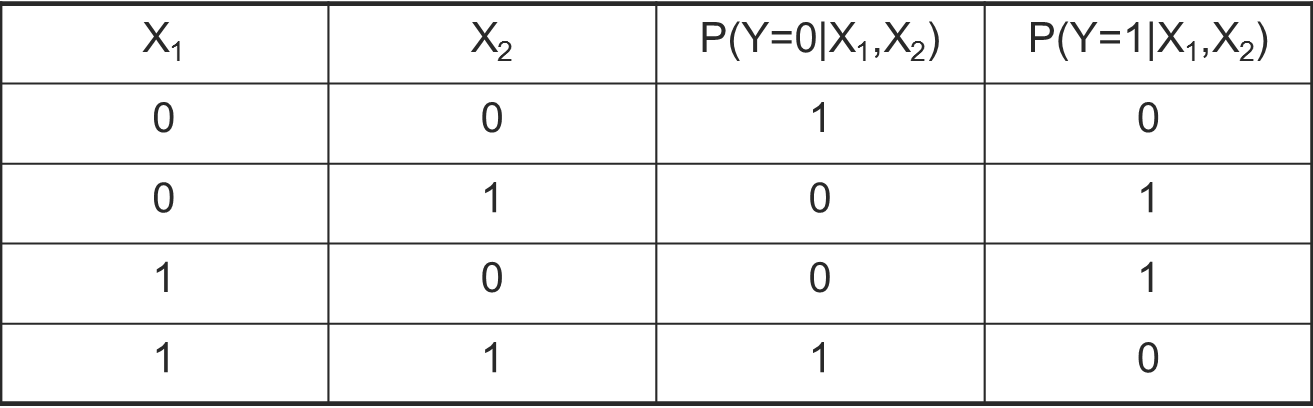 X₁ X₂ P(Y=0|X₁,X₂) P(Y=1|X₁,X₂)
0 0 1 0
0 1 0 1
1 0 0 1
1 1 1 0